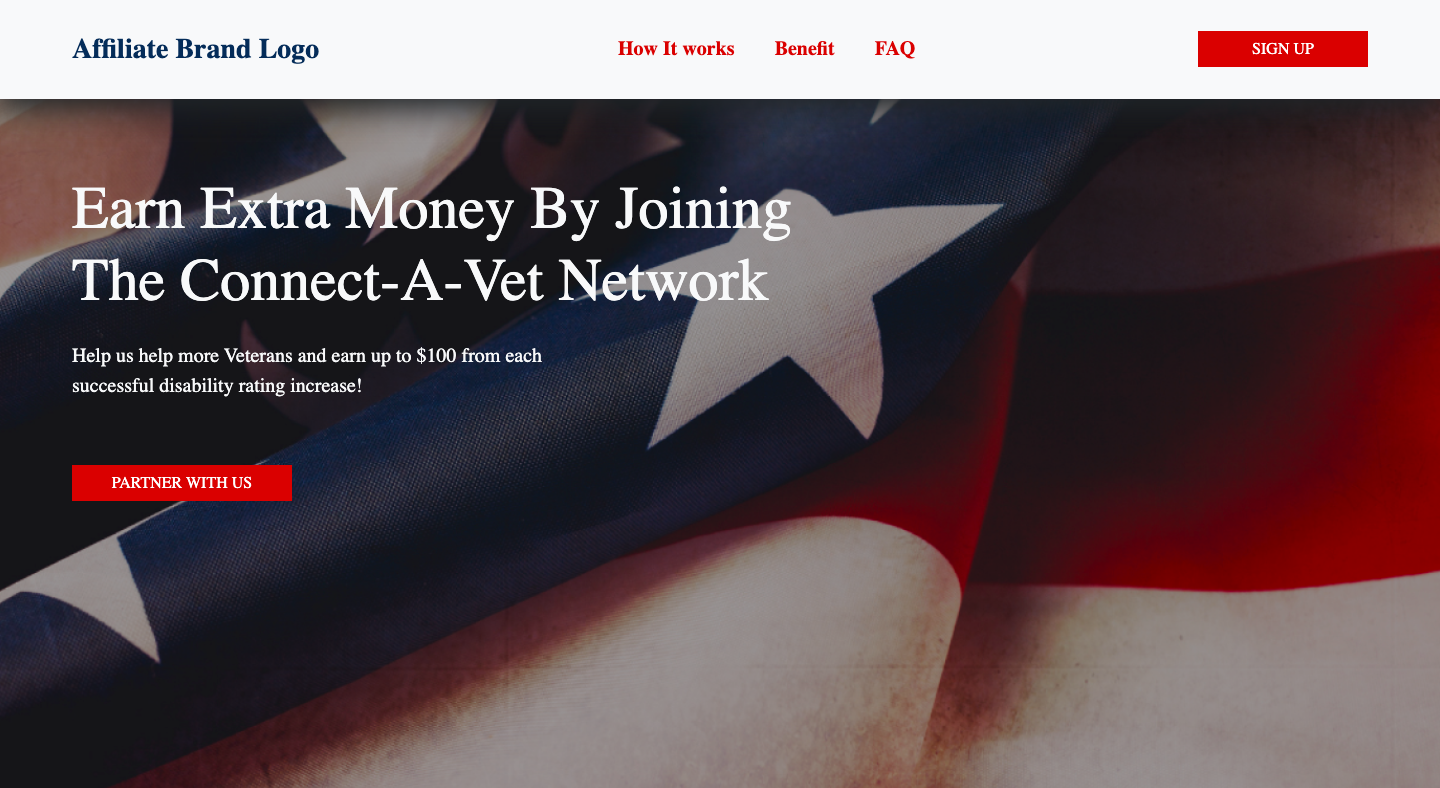 Affiliate Brand Logo
How It works
Benefit
FAQ
SIGN UP
Earn Extra Money By Joining
The Connect-A-Vet Network
Help us help more Veterans and earn up to $100 from each
successful disability rating increase!
PARTNER WITH US